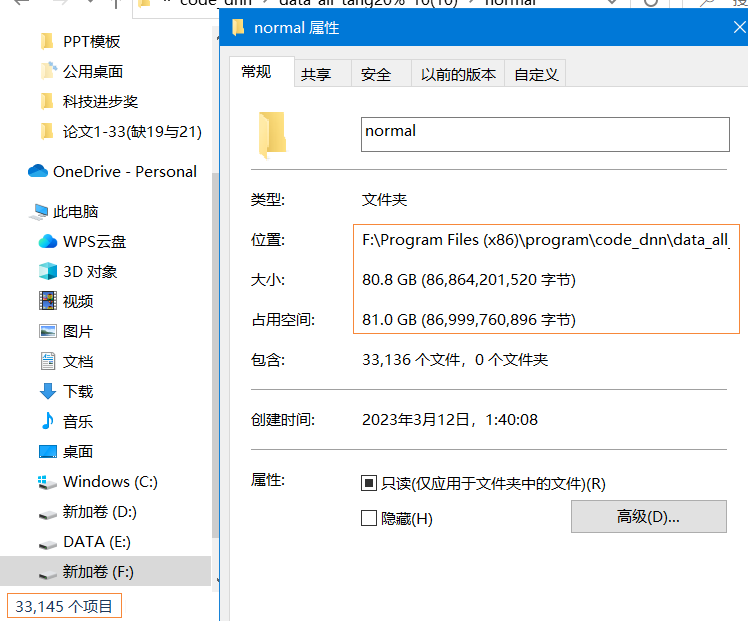 code_dnn › data_all_tang20%_10(10) › normal
PPT模板
公用桌面
科技进步奖
论文1-33(缺19与21)
OneDrive - Personal
此电脑
WPS云盘
3D 对象
视频
图片
文档
下载
音乐
桌面
Windows (C:)
新加卷 (D:)
DATA (E:)
新加卷 (F:)
33,145 个项目
normal 属性
常规 共享 安全 以前的版本 自定义
normal
类型: 文件夹
位置: F:\Program Files (x86)\program\code_dnn\data_all_
大小: 80.8 GB (86,864,201,520 字节)
占用空间: 81.0 GB (86,999,760,896 字节)
包含: 33,136 个文件，0 个文件夹
创建时间: 2023年3月12日，1:40:08
属性: 只读(仅应用于文件夹中的文件)(R)
隐藏(H) 高级(D)...